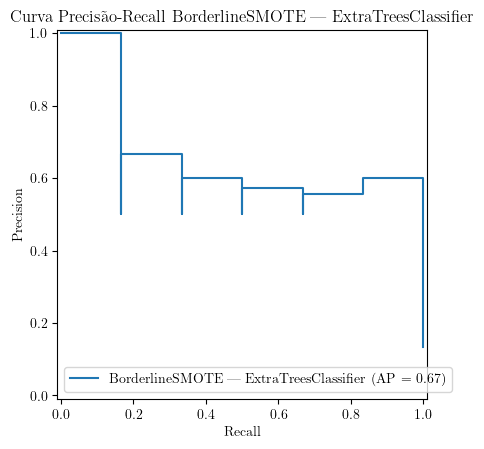 Curva Precisão-Recall BorderlineSMOTE — ExtraTreesClassifier
1.0
0.8
0.6
0.4
0.2
0.0
Precision
BorderlineSMOTE — ExtraTreesClassifier (AP = 0.67)
0.0 0.2 0.4 0.6 0.8 1.0
Recall